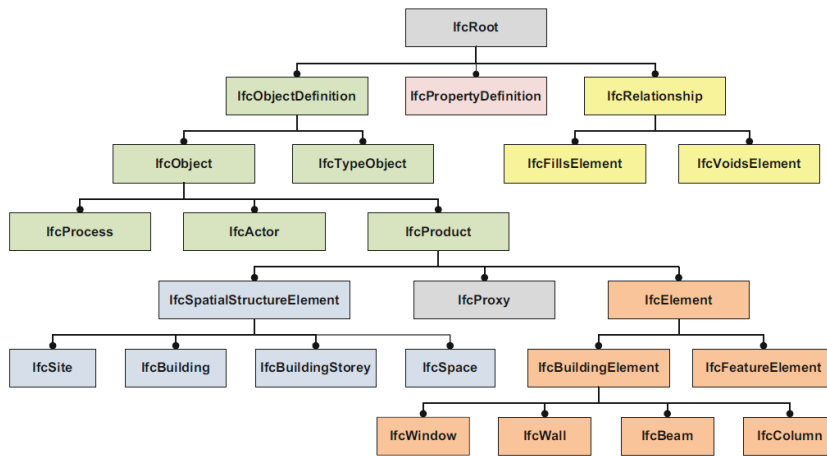 IfcRoot
IfcObjectDefinition
IfcPropertyDefinition
IfcRelationship
IfcObject
IfcTypeObject
IfcFillsElement
IfcVoidsElement
IfcProcess
IfcActor
IfcProduct
IfcSpatialStructureElement
IfcProxy
IfcElement
IfcSite
IfcBuilding
IfcBuildingStorey
IfcSpace
IfcBuildingElement
IfcFeatureElement
IfcWindow
IfcWall
IfcBeam
IfcColumn